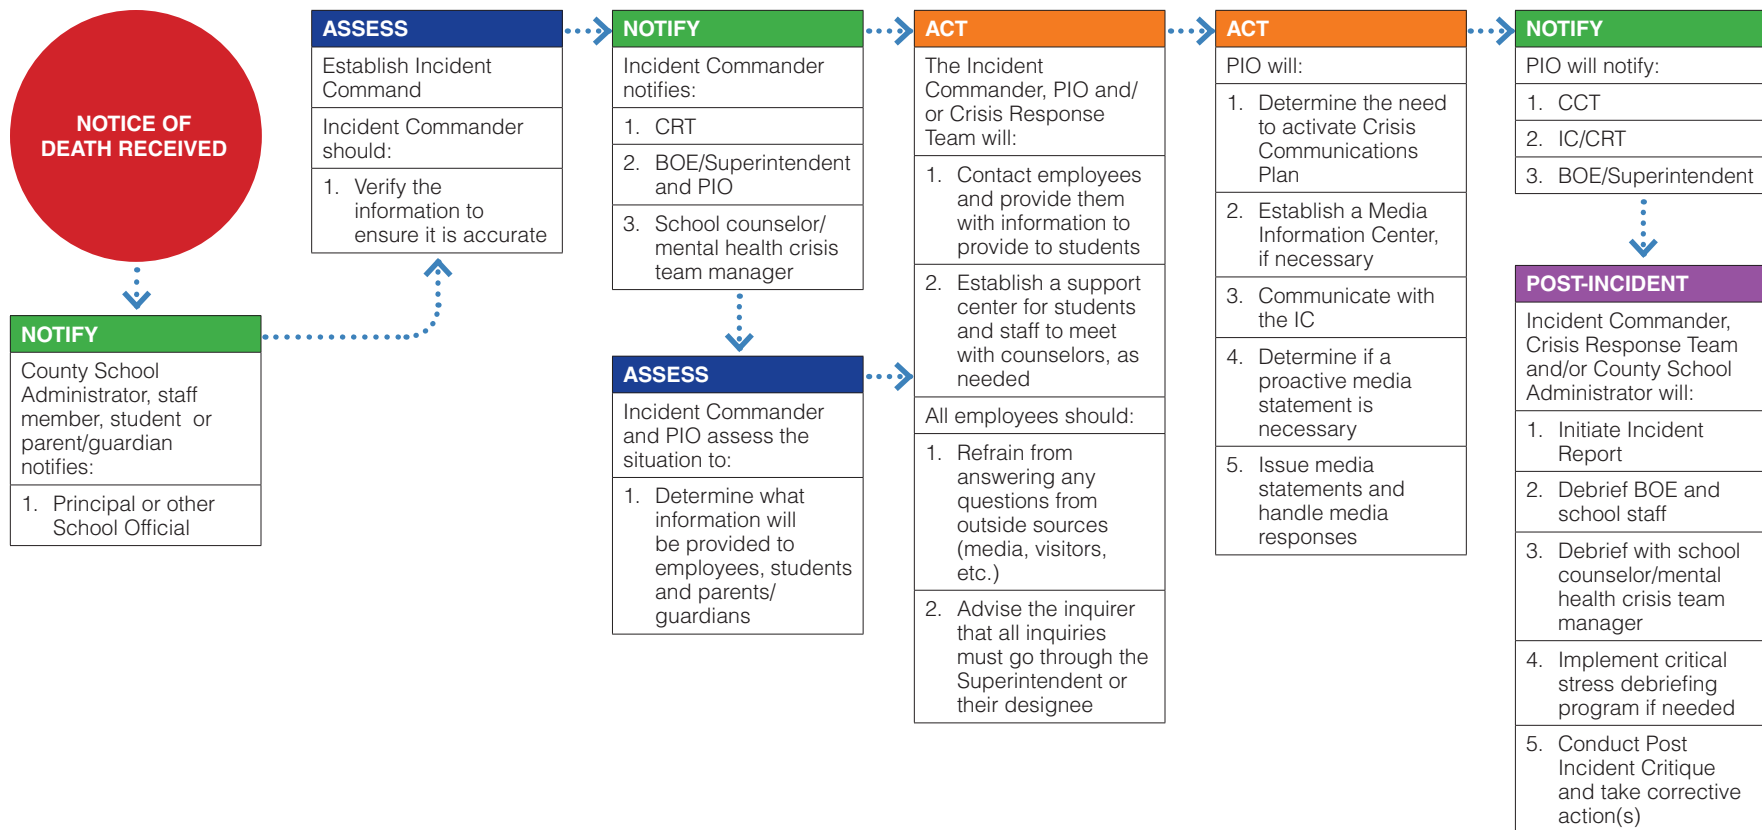 NOTICE OF
DEATH RECEIVED
NOTIFY
County School
Administrator, staff
member, student or
parent/guardian
notifies:
1. Principal or other
School Official
ASSESS
Establish Incident
Command
Incident Commander
should:
1. Verify the
information to
ensure it is accurate
NOTIFY
Incident Commander
notifies:
1. CRT
2. BOE/Superintendent
and PIO
3. School counselor/
mental health crisis
team manager
ASSESS
Incident Commander
and PIO assess the
situation to:
1. Determine what
information will
be provided to
employees, students
and parents/
guardians
ACT
The Incident
Commander, PIO and/
or Crisis Response
Team will:
1. Contact employees
and provide them
with information to
provide to students
2. Establish a support
center for students
and staff to meet
with counselors, as
needed
All employees should:
1. Refrain from
answering any
questions from
outside sources
(media, visitors,
etc.)
2. Advise the inquirer
that all inquiries
must go through the
Superintendent or
their designee
ACT
PIO will:
1. Determine the need
to activate Crisis
Communications
Plan
2. Establish a Media
Information Center,
if necessary
3. Communicate with
the IC
4. Determine if a
proactive media
statement is
necessary
5. Issue media
statements and
handle media
responses
NOTIFY
PIO will notify:
1. CCT
2. IC/CRT
3. BOE/Superintendent
POST-INCIDENT
Incident Commander,
Crisis Response Team
and/or County School
Administrator will:
1. Initiate Incident
Report
2. Debrief BOE and
school staff
3. Debrief with school
counselor/mental
health crisis team
manager
4. Implement critical
stress debriefing
program if needed
5. Conduct Post
Incident Critique
and take corrective
action(s)